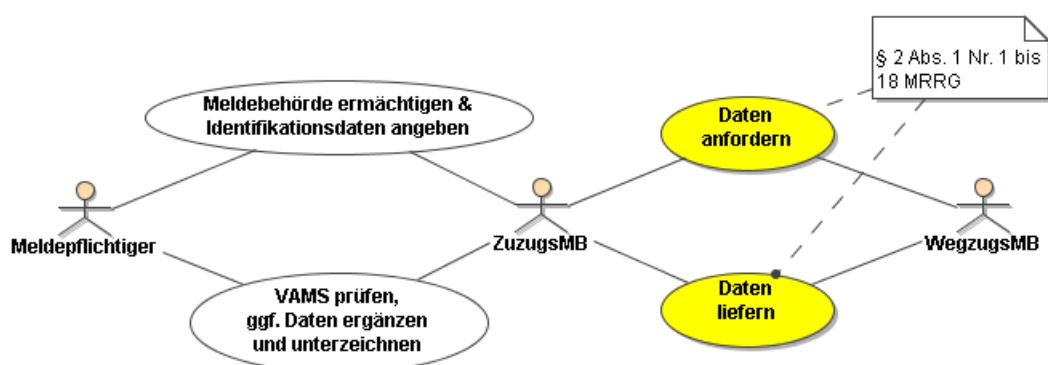 § 2 Abs. 1 Nr. 1 bis
18 MRRG
Meldebehörde ermächtigen &
Identifikationsdaten angeben
Daten
anfordern
Meldepflichtiger
ZuzugsMB
WegzugsMB
VAMS prüfen,
ggf. Daten ergänzen
und unterzeichnen
Daten
liefern